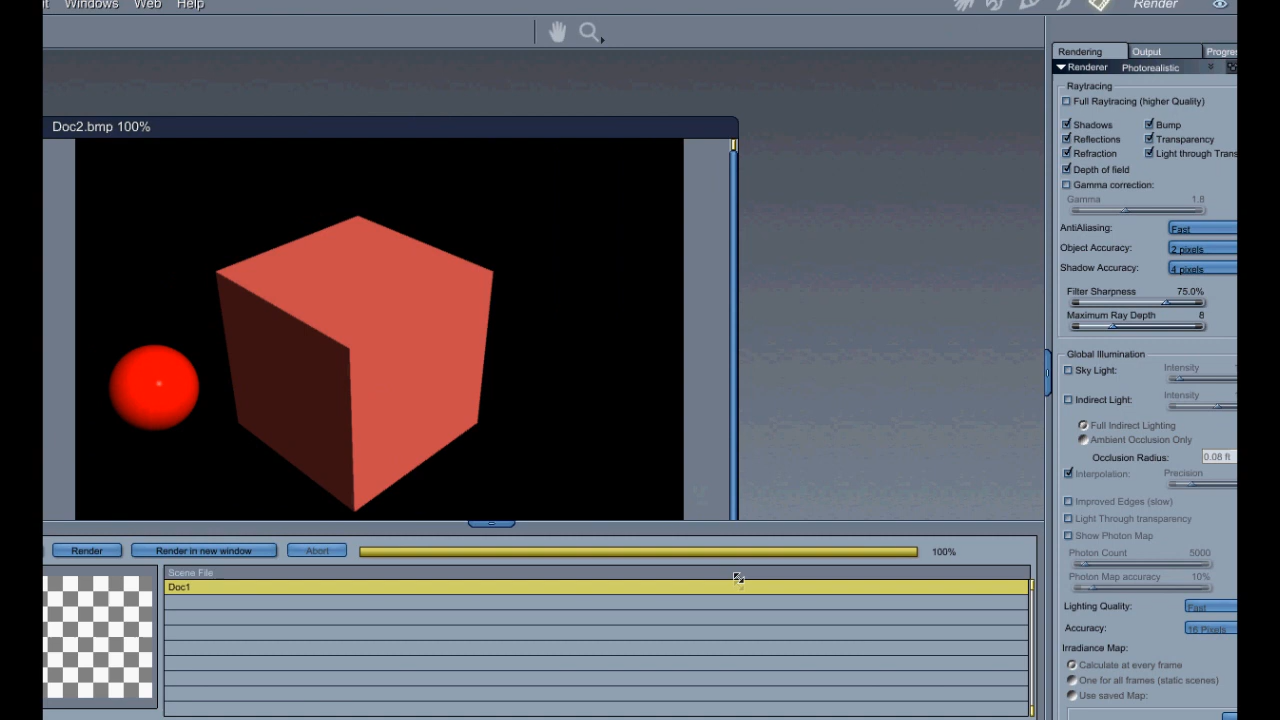 Windows Web Help
Render
Rendering Output
Renderer Photorealistic
Doc2.bmp 100%
Raytracing
Full Raytracing (higher Quality)
Shadows Bump
Reflections Transparency
Refraction Light through
Depth of field
Gamma correction:
Gamma 1.8
AntiAliasing: Fast
Object Accuracy: 2 pixels
Shadow Accuracy: 4 pixels
Filter Sharpness 75.0%
Maximum Ray Depth 8
Global Illumination
Sky Light: Intensity
Indirect Light: Intensity
Full Indirect Lighting
Ambient Occlusion Only
Occlusion Radius: 0.08 ft
Interpolation: Precision
Improved Edges (slow)
Light Through transparency
Show Photon Map
Photon Count 5000
Photon Map accuracy 10%
Lighting Quality: Fast
Accuracy: 16 Pixels
Irradiance Map:
Calculate at every frame
One for all frames (static scenes)
Use saved Map:
Render Render in new window Abort 100%
Scene File
Doc1